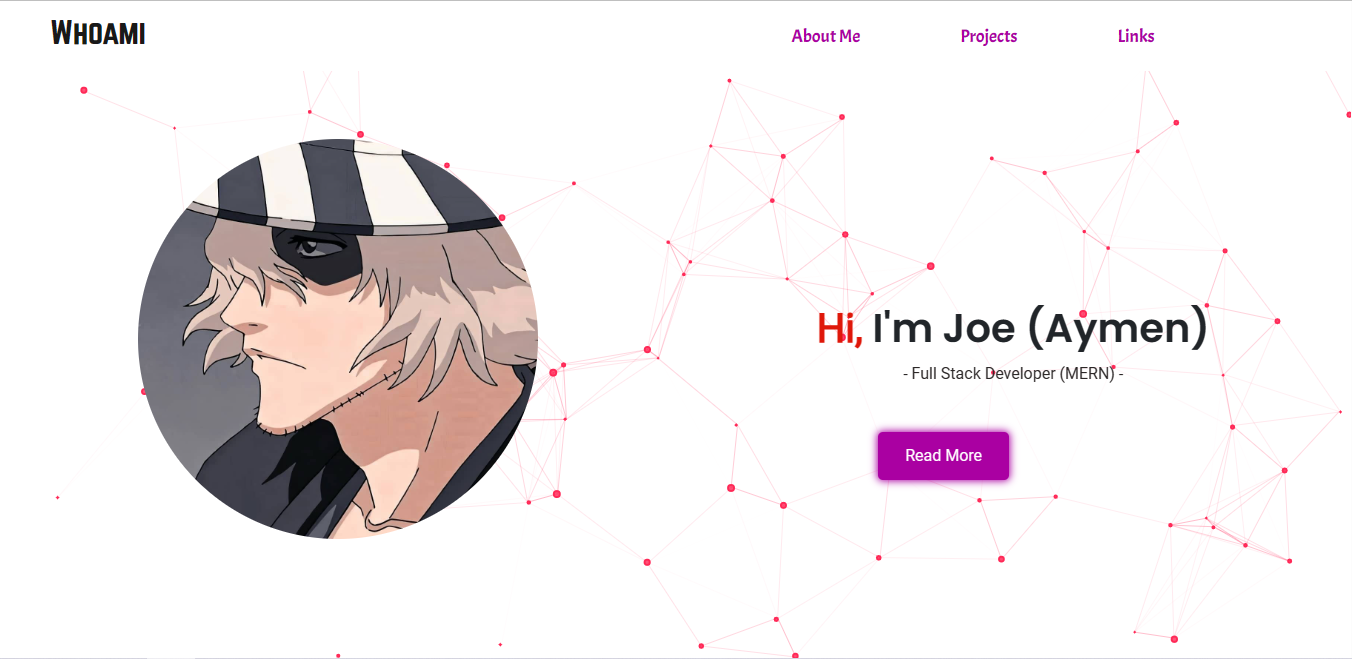 Whoami
About Me
Projects
Links
Hi, I'm Joe (Aymen)
- Full Stack Developer (MERN) -
Read More